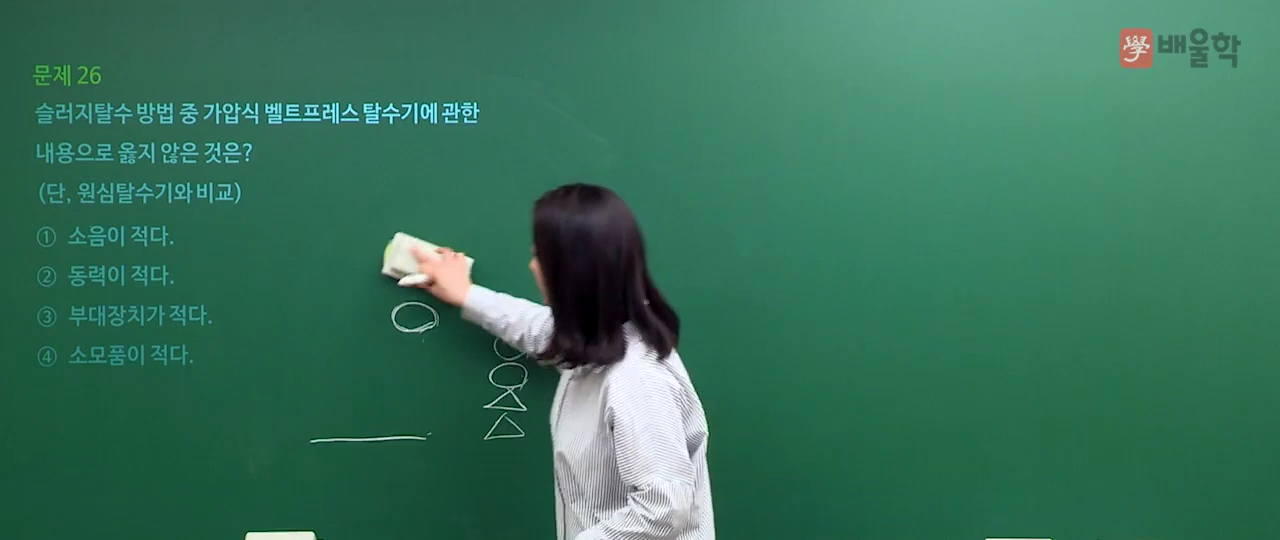 學 배울학
문제 26
슬러지탈수 방법 중 가압식 벨트프레스 탈수기에 관한
내용으로 옳지 않은 것은?
(단, 원심탈수기와 비교)
① 소음이 적다.
② 동력이 적다.
③ 부대장치가 적다.
④ 소모품이 적다.